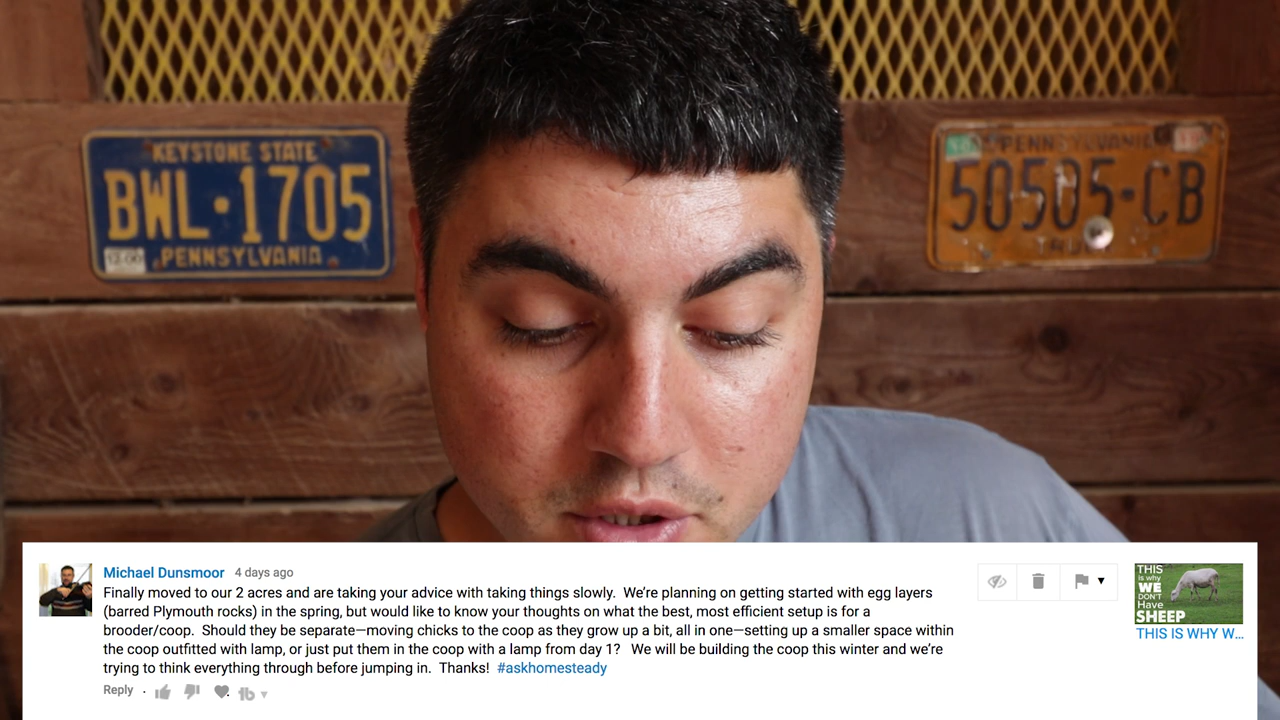 KEYSTONE STATE
BWL·1705
PENNSYLVANIA
PENNSYLVANIA
50505-CB
Michael Dunsmoor 4 days ago
Finally moved to our 2 acres and are taking your advice with taking things slowly. We're planning on getting started with egg layers
(barred Plymouth rocks) in the spring, but would like to know your thoughts on what the best, most efficient setup is for a
brooder/coop. Should they be separate—moving chicks to the coop as they grow up a bit, all in one—setting up a smaller space within
the coop outfitted with lamp, or just put them in the coop with a lamp from day 1? We will be building the coop this winter and we're
trying to think everything through before jumping in. Thanks! #askhomesteady
Reply
THIS
is why
WE
DON'T
Have
SHEEP
THIS IS WHY W...